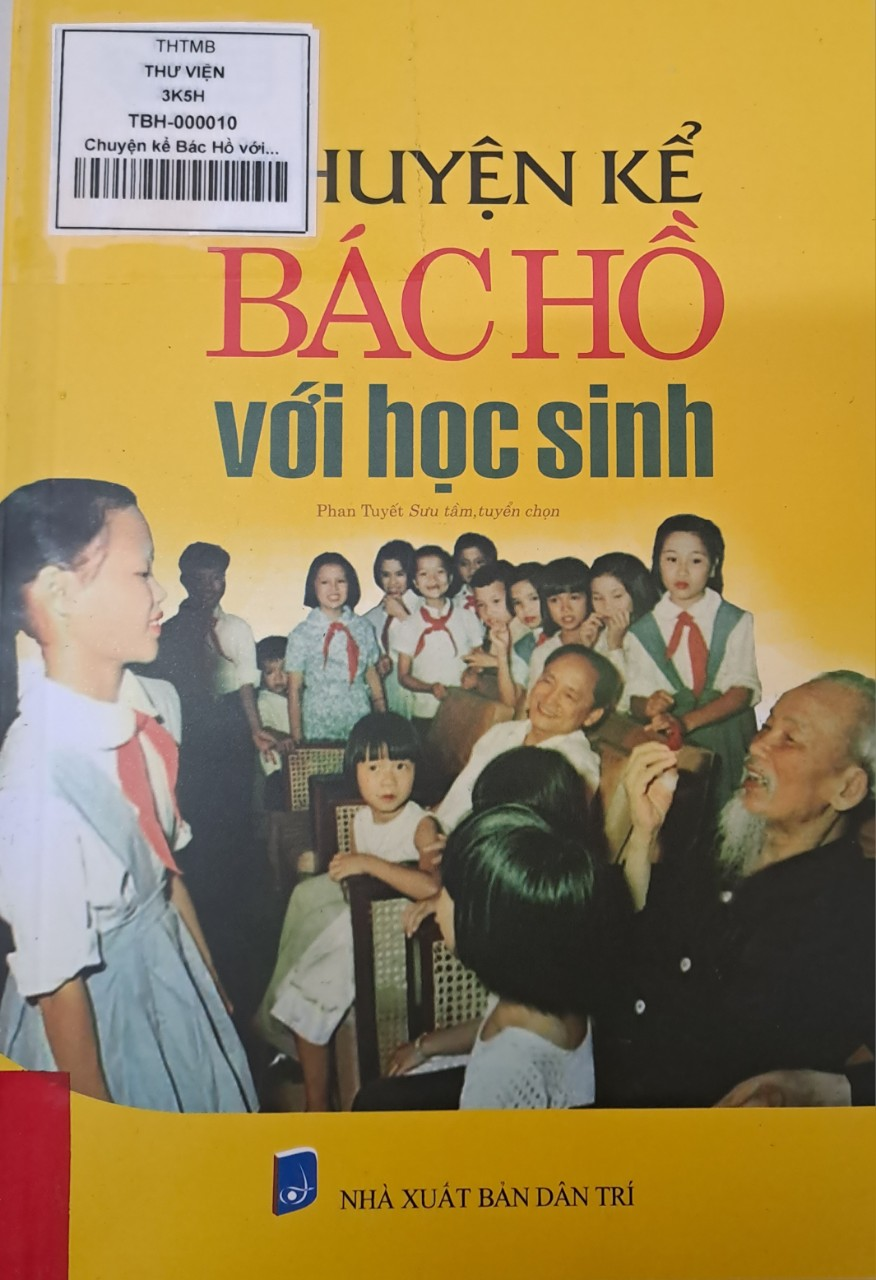 THTMB
THƯ VIỆN
3K5H
TBH-000010
Chuyện kể Bác Hồ với...
HUYỆN KỂ
BÁC HỒ
với học sinh
Phan Tuyết Sưu tầm,tuyển chọn
NHÀ XUẤT BẢN DÂN TRÍ